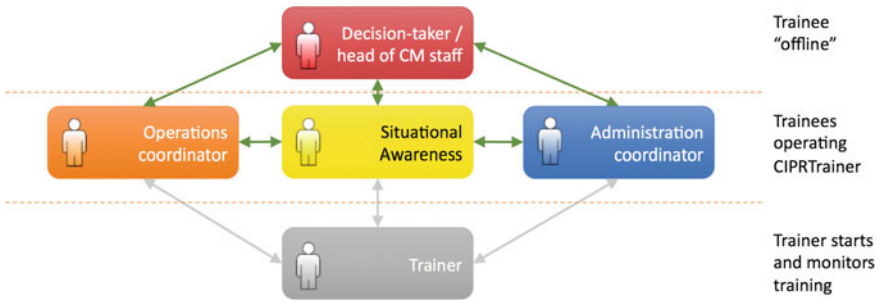 Decision-taker /
head of CM staff
Trainee
“offline”
Operations
coordinator
Situational
Awareness
Administration
coordinator
Trainees
operating
CIPRTrainer
Trainer
Trainer starts
and monitors
training